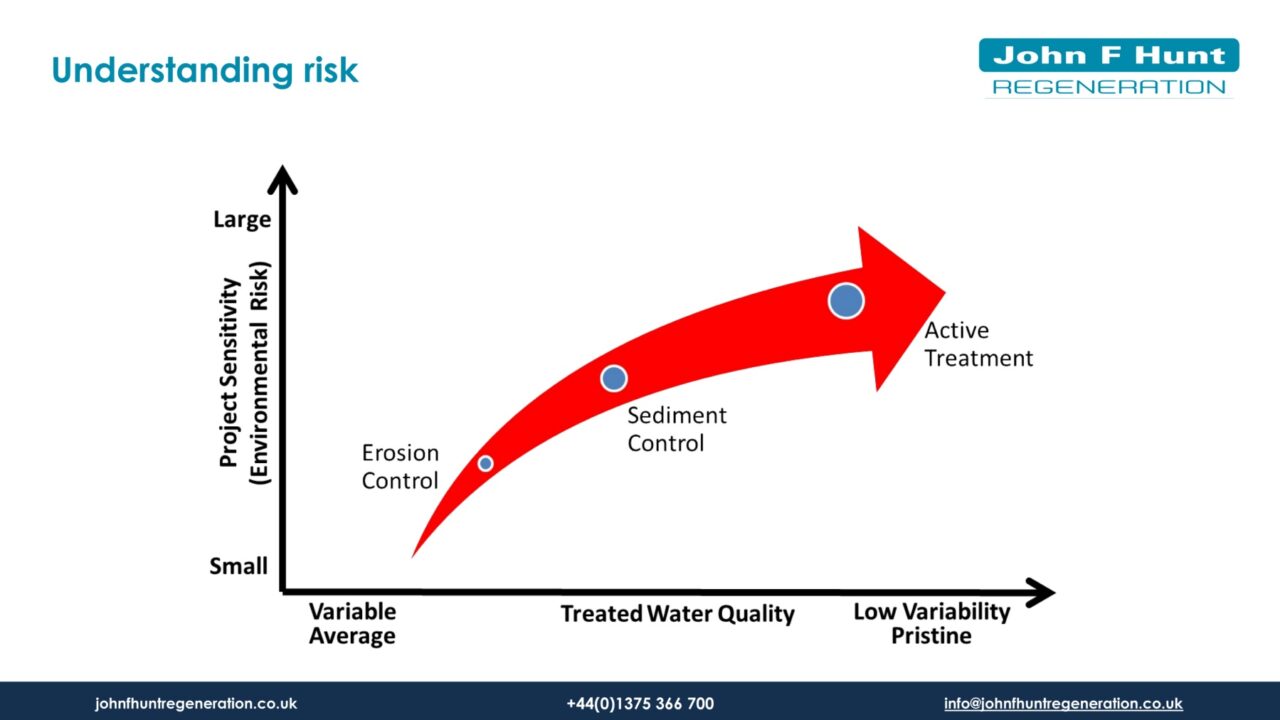 Understanding risk
John F Hunt
REGENERATION
Large
Project Sensitivity
(Environmental Risk)
Small
Erosion
Control
Sediment
Control
Active
Treatment
Variable
Average
Treated Water Quality
Low Variability
Pristine
johnfhuntregeneration.co.uk
+44(0)1375 366 700
info@johnfhuntregeneration.co.uk